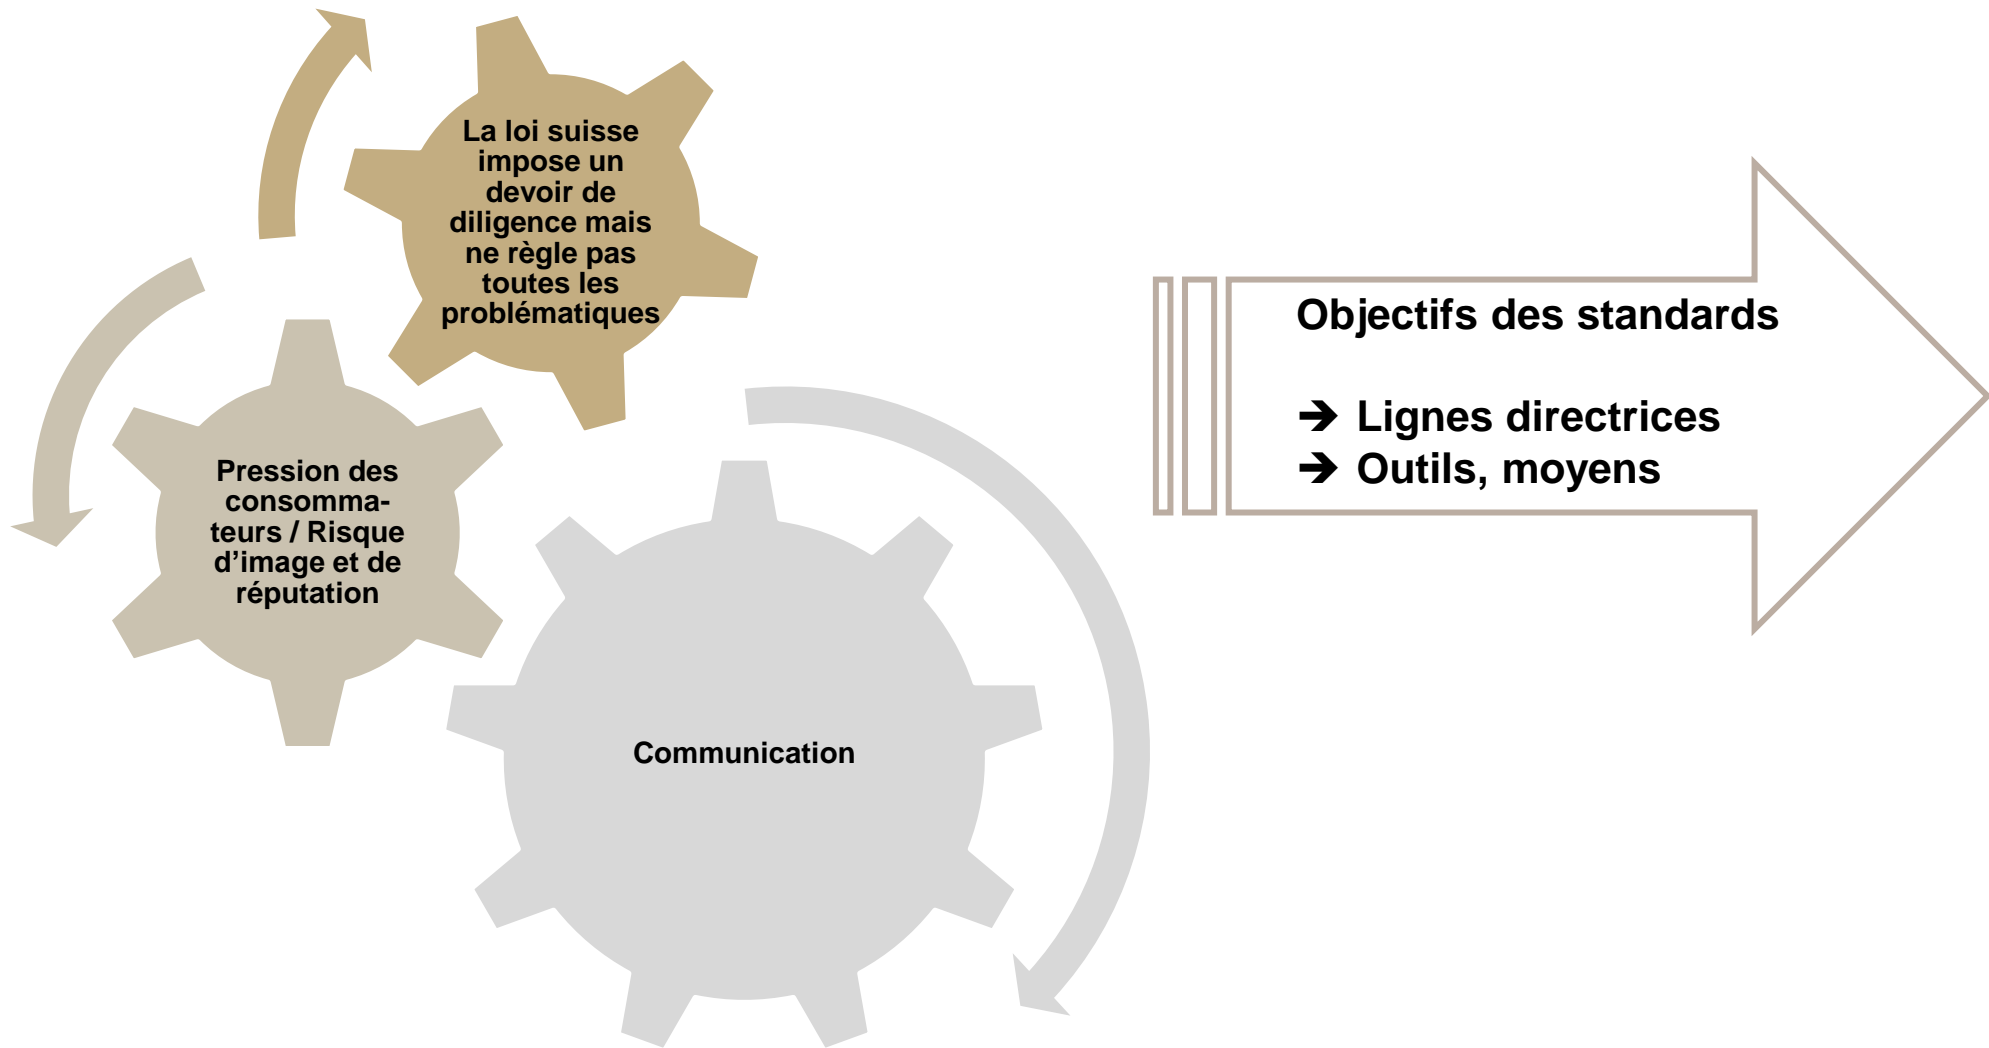 La loi suisse
impose un
devoir de
diligence mais
ne règle pas
toutes les
problématiques
Pression des
consomma-
teurs / Risque
d’image et de
réputation
Communication
Objectifs des standards
➔ Lignes directrices
➔ Outils, moyens